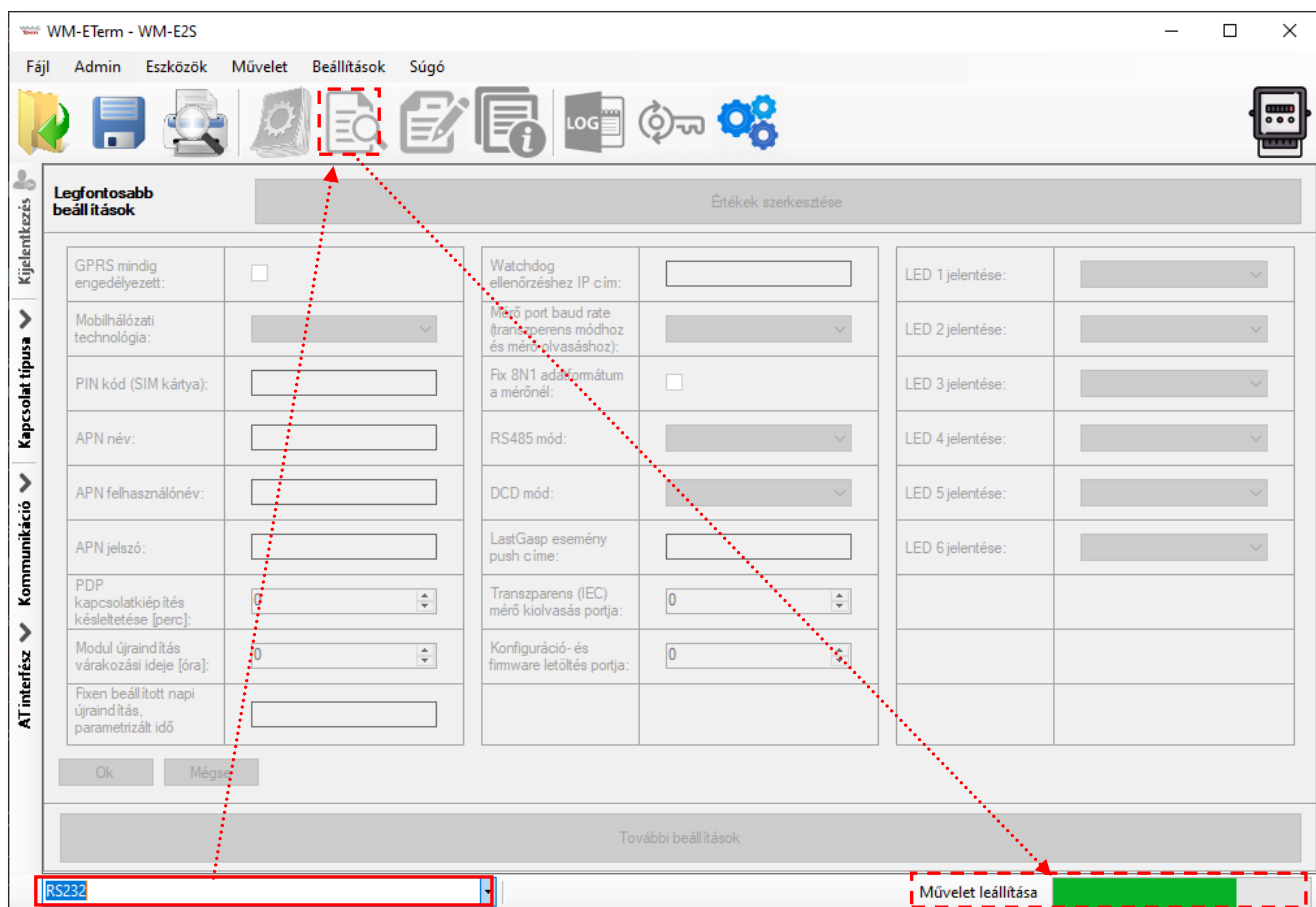 WM-ETerm - WM-E2S
Fájl Admin Eszközök Művelet Beállítások Súgó
LOG
Kijelentkezés
Kapcsolat típusa
Kommunikáció
AT interfész
Legfontosabb
beállítások
Értékek szerkesztése
GPRS mindig
engedélyezett:
Mobilhálózati
technológia:
PIN kód (SIM kártya):
APN név:
APN felhasználónév:
APN jelszó:
PDP
kapcsolatkiépítés
késleltetése [perc]:
0
Modul újraindítás
várakozási ideje [óra]:
0
Fixen beállított napi
újraindítás,
parametrizált idő
Watchdog
ellenőrzéshez IP cím:
Mérő port baud rate
(transzperens módhoz
és mérő olvasáshoz):
Fix 8N1 adatformátum
a mérőnél:
RS485 mód:
DCD mód:
LastGasp esemény
push címe:
Transzparens (IEC)
mérő kiolvasás portja:
0
Konfiguráció- és
firmware letöltés portja:
0
LED 1 jelentése:
LED 2 jelentése:
LED 3 jelentése:
LED 4 jelentése:
LED 5 jelentése:
LED 6 jelentése:
Ok Mégse
További beállítások
RS232
Művelet leállítása